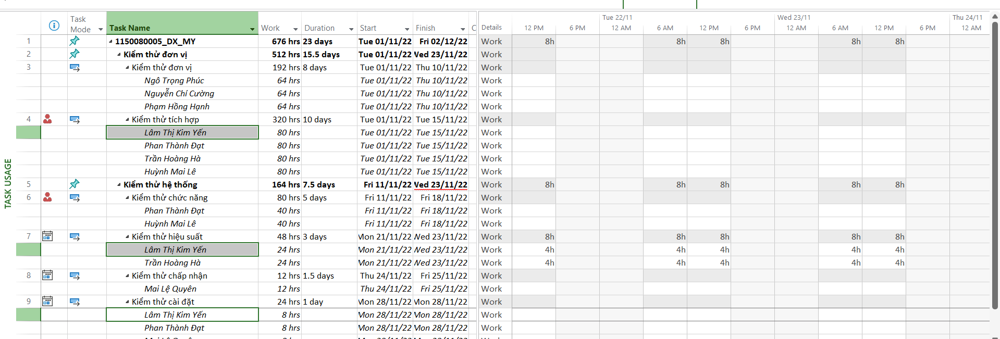 Task Mode Task Name Work Duration Start Finish C Details Tue 22/11 Wed 23/11 Thu 24/11
12 PM 6 PM 12 AM 6 AM 12 PM 6 PM 12 AM 6 AM 12 PM 6 PM 12 AM
1 1150080005_DX_MY 676 hrs 23 days Tue 01/11/22 Fri 02/12/22 Work 8h 8h 8h 8h 8h
2 Kiểm thử đơn vị 512 hrs 15.5 days Tue 01/11/22 Wed 23/11/22 Work
3 Kiểm thử đơn vị 192 hrs 8 days Tue 01/11/22 Thu 10/11/22 Work
Ngô Trọng Phúc 64 hrs Tue 01/11/22 Thu 10/11/22 Work
Nguyễn Chí Cường 64 hrs Tue 01/11/22 Thu 10/11/22 Work
Phạm Hồng Hạnh 64 hrs Tue 01/11/22 Thu 10/11/22 Work
4 Kiểm thử tích hợp 320 hrs 10 days Tue 01/11/22 Tue 15/11/22 Work
Lâm Thị Kim Yến 80 hrs Tue 01/11/22 Tue 15/11/22 Work
Phan Thành Đạt 80 hrs Tue 01/11/22 Tue 15/11/22 Work
Trần Hoàng Hà 80 hrs Tue 01/11/22 Tue 15/11/22 Work
Huỳnh Mai Lê 80 hrs Tue 01/11/22 Tue 15/11/22 Work
5 Kiểm thử hệ thống 164 hrs 7.5 days Fri 11/11/22 Wed 23/11/22 Work 8h 8h 8h 8h 8h
6 Kiểm thử chức năng 80 hrs 5 days Fri 11/11/22 Fri 18/11/22 Work
Phan Thành Đạt 40 hrs Fri 11/11/22 Fri 18/11/22 Work
Huỳnh Mai Lê 40 hrs Fri 11/11/22 Fri 18/11/22 Work
7 Kiểm thử hiệu suất 48 hrs 3 days Mon 21/11/22 Wed 23/11/22 Work 8h 8h 8h 8h 8h
Lâm Thị Kim Yến 24 hrs Mon 21/11/22 Wed 23/11/22 Work 4h 4h 4h 4h 4h
Trần Hoàng Hà 24 hrs Mon 21/11/22 Wed 23/11/22 Work 4h 4h 4h 4h 4h
8 Kiểm thử chấp nhận 12 hrs 1.5 days Thu 24/11/22 Fri 25/11/22 Work
Mai Lệ Quyên 12 hrs Thu 24/11/22 Fri 25/11/22 Work
9 Kiểm thử cài đặt 24 hrs 1 day Mon 28/11/22 Mon 28/11/22 Work
Lâm Thị Kim Yến 8 hrs Mon 28/11/22 Mon 28/11/22 Work
Phan Thành Đạt 8 hrs Mon 28/11/22 Mon 28/11/22 Work
TASK USAGE